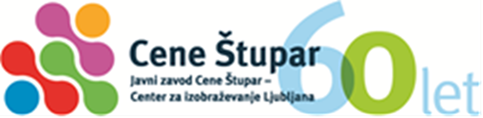 Cene Štupar
Javni zavod Cene Štupar –
Center za izobraževanje Ljubljana
60 let